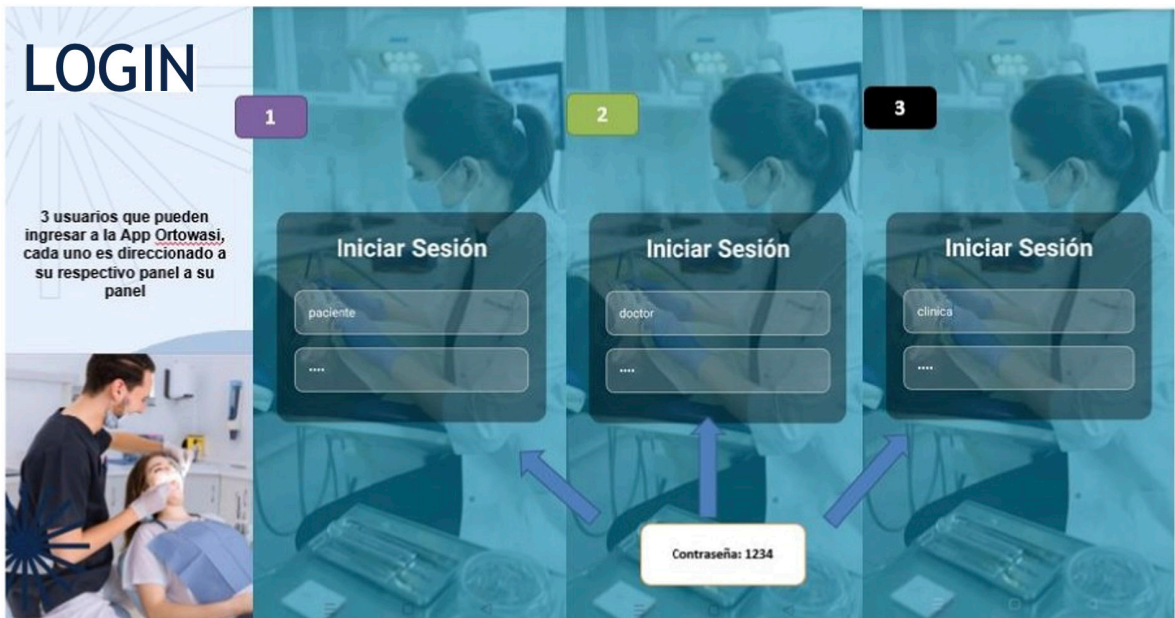 LOGIN
3 usuarios que pueden
ingresar a la App Ortowasi,
cada uno es direccionado a
su respectivo panel a su
panel
1
Iniciar Sesión
paciente
····
2
Iniciar Sesión
doctor
····
3
Iniciar Sesión
clinica
····
Contraseña: 1234